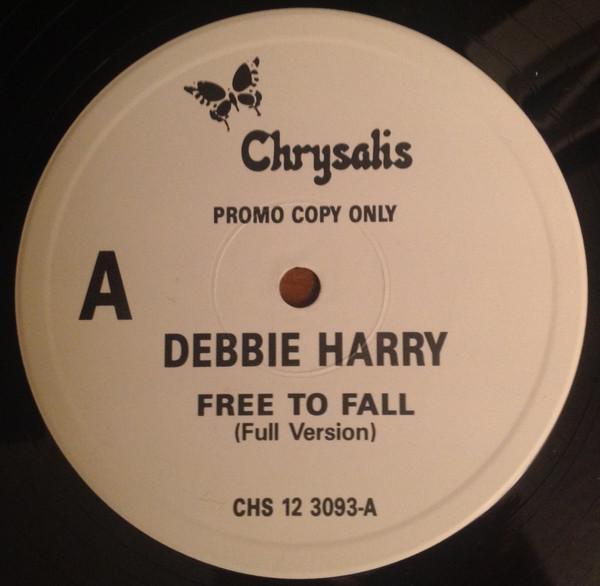 Chrysalis
PROMO COPY ONLY
A
DEBBIE HARRY
FREE TO FALL
(Full Version)
CHS 12 3093-A